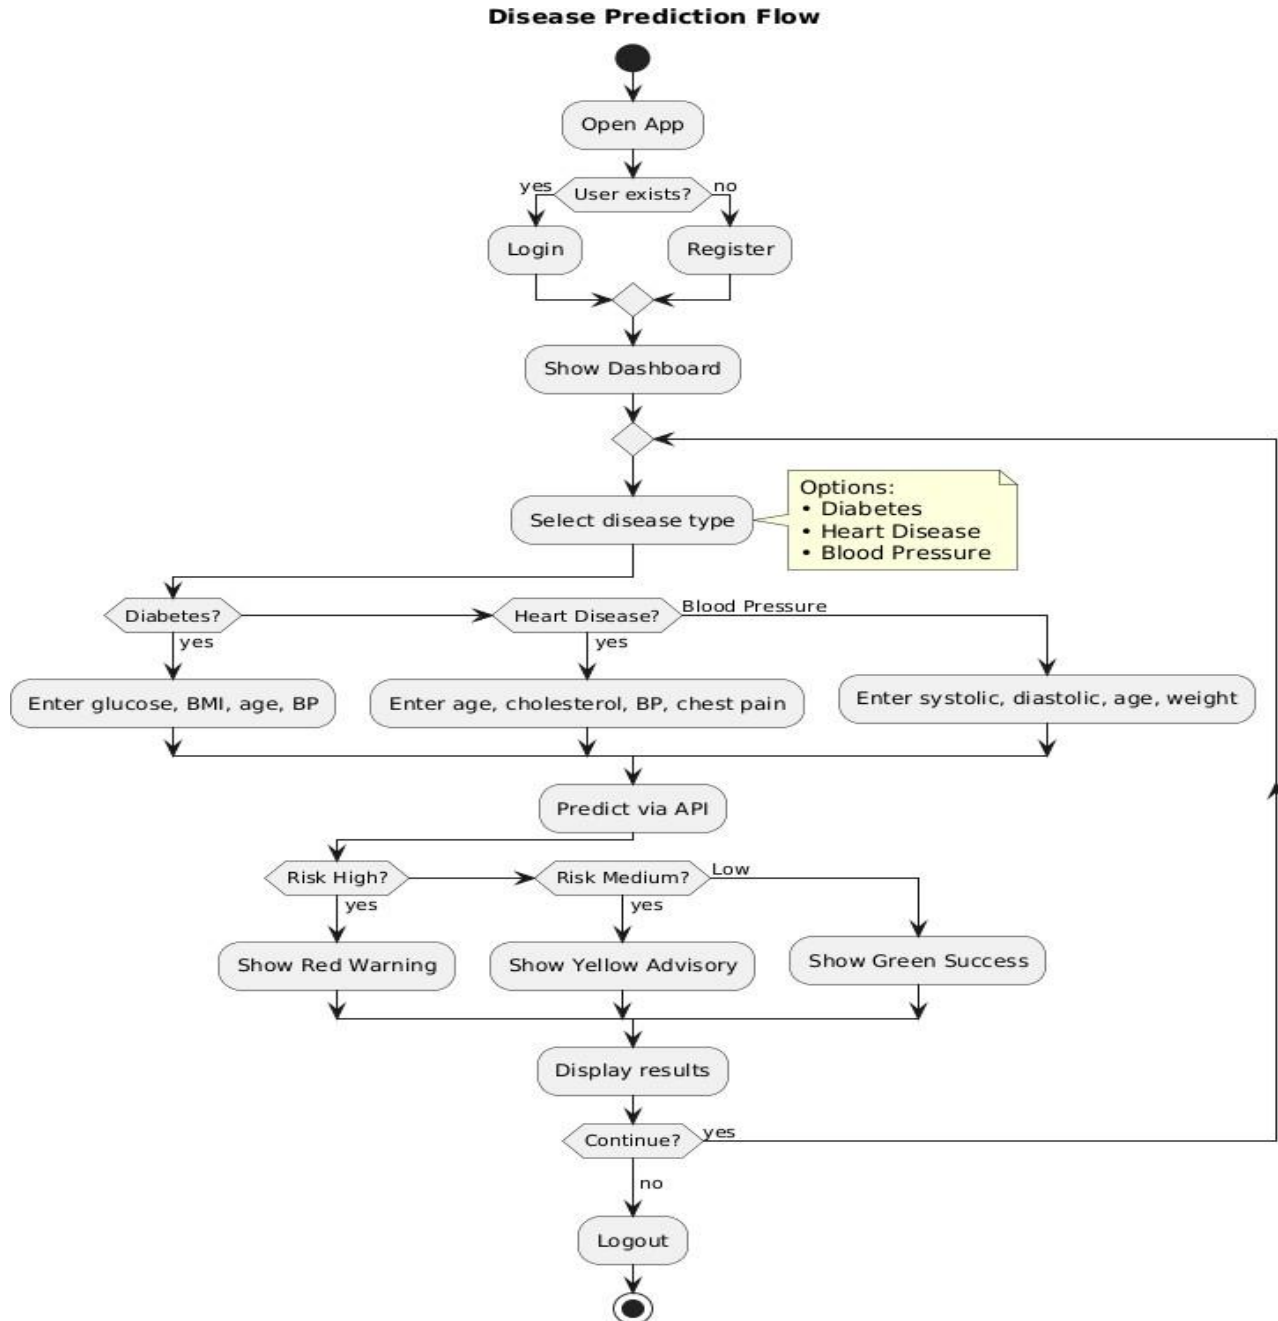 Disease Prediction Flow
Open App
yes
User exists?
no
Login
Register
Show Dashboard
Select disease type
Options:
• Diabetes
• Heart Disease
• Blood Pressure
Diabetes?
Heart Disease?
Blood Pressure
yes
yes
Enter glucose, BMI, age, BP
Enter age, cholesterol, BP, chest pain
Enter systolic, diastolic, age, weight
Predict via API
Risk High?
Risk Medium?
Low
yes
yes
Show Red Warning
Show Yellow Advisory
Show Green Success
Display results
Continue?
yes
no
Logout